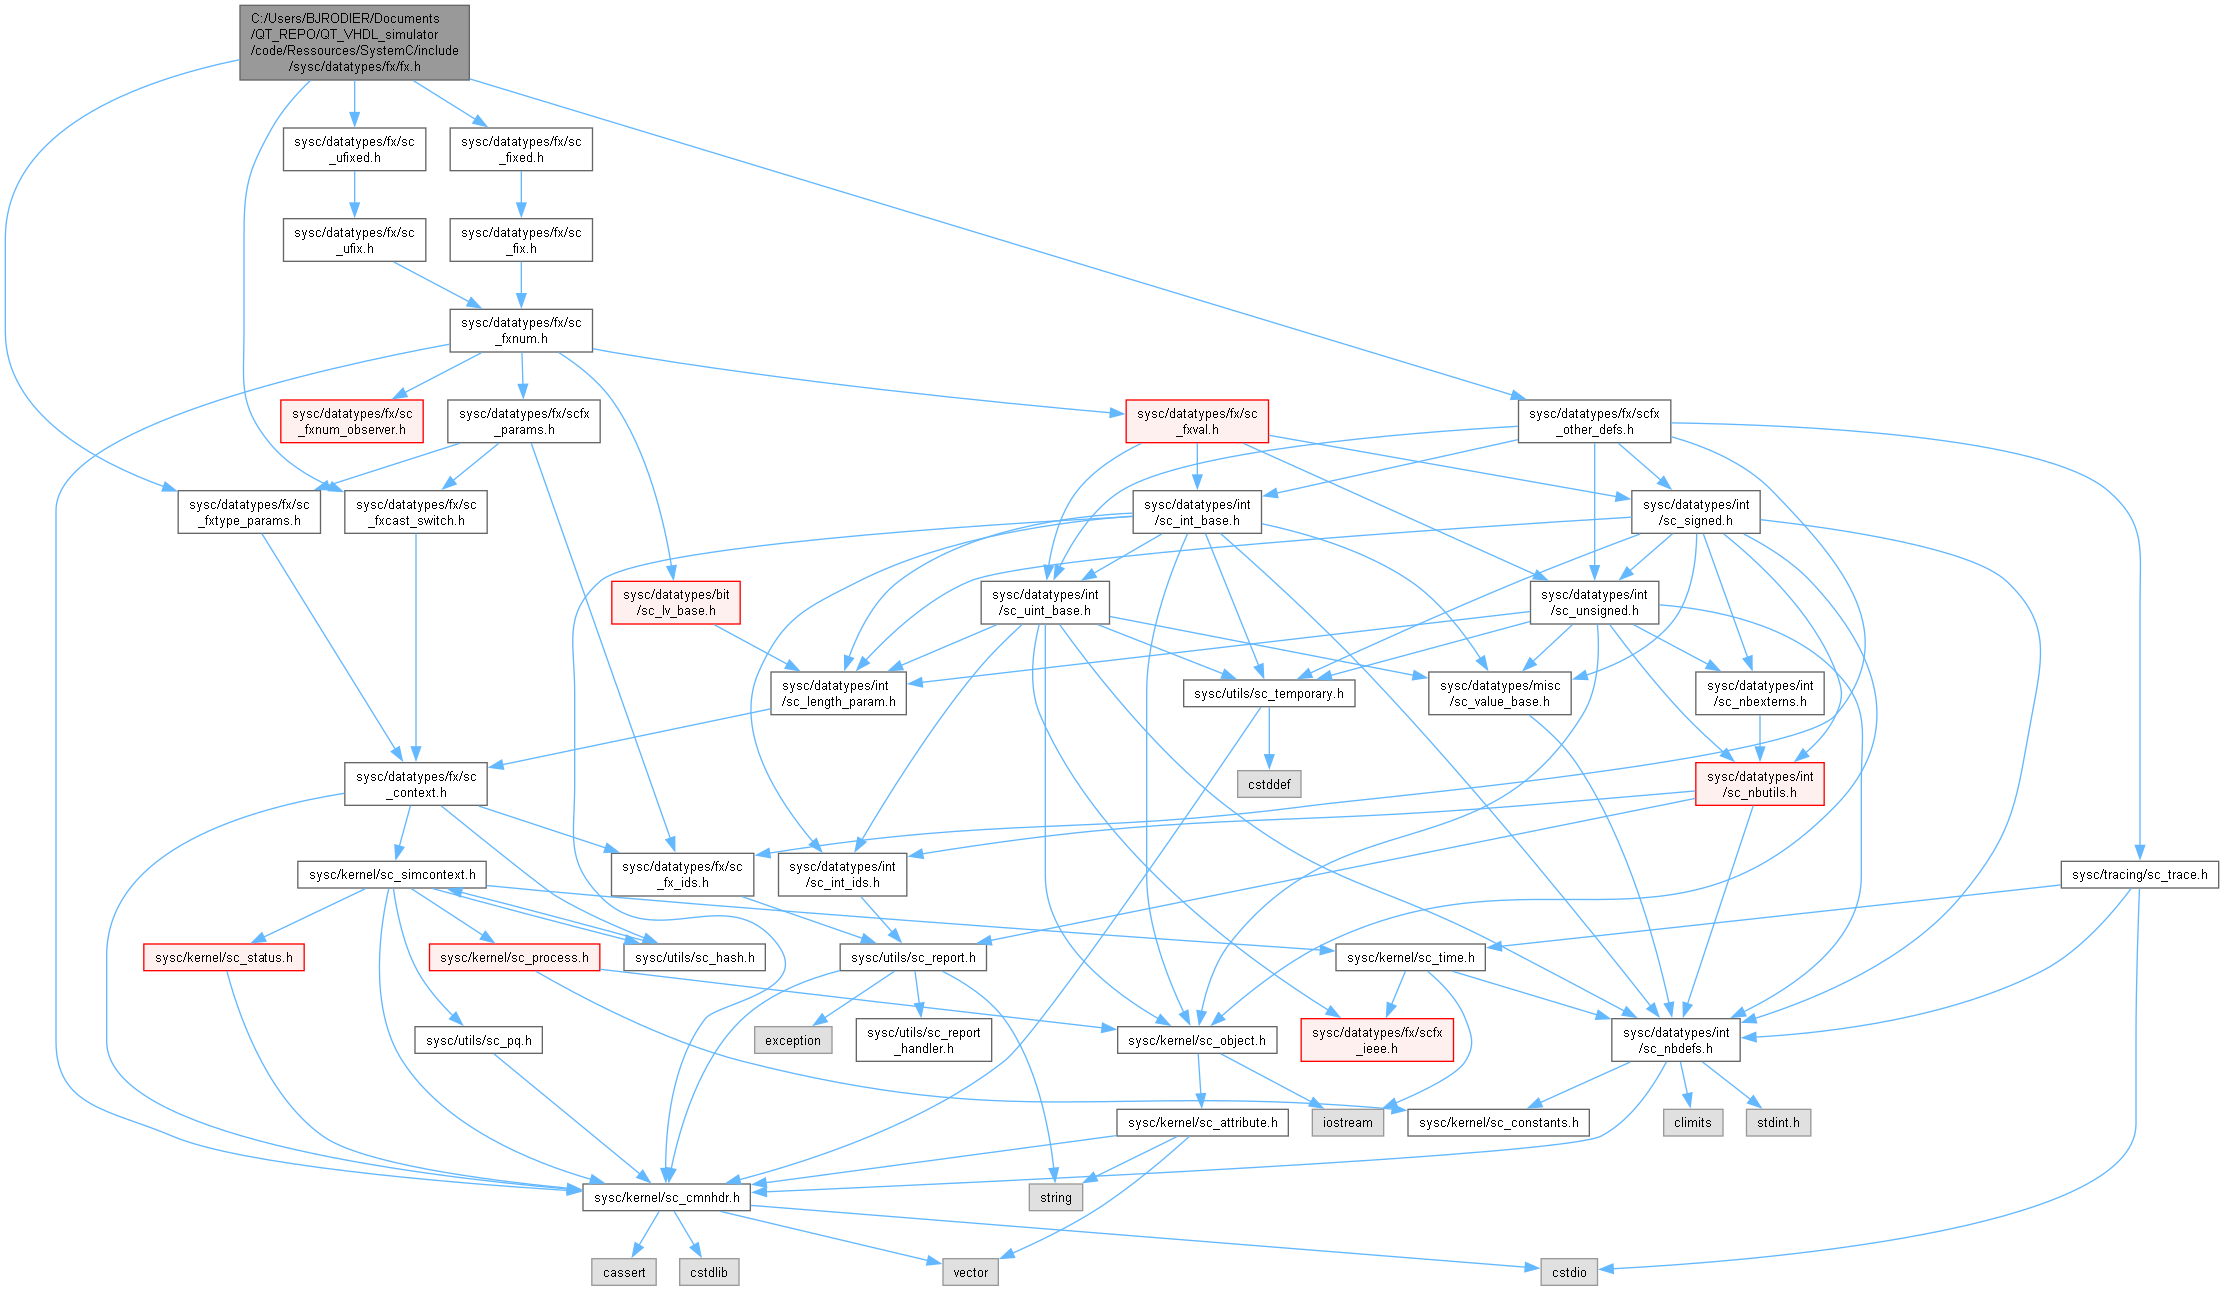 C:/Users/BJRODIER/Documents
/QT_REPO/QT_VHDL_simulator
/code/Ressources/SystemC/include
/sysc/datatypes/fx/fx.h
sysc/datatypes/fx/sc
_ufixed.h
sysc/datatypes/fx/sc
_fixed.h
sysc/datatypes/fx/sc
_ufix.h
sysc/datatypes/fx/sc
_fix.h
sysc/datatypes/fx/sc
_fxnum.h
sysc/datatypes/fx/sc
_fxnum_observer.h
sysc/datatypes/fx/scfx
_params.h
sysc/datatypes/fx/sc
_fxval.h
sysc/datatypes/fx/scfx
_other_defs.h
sysc/datatypes/fx/sc
_fxtype_params.h
sysc/datatypes/fx/sc
_fxcast_switch.h
sysc/datatypes/int
/sc_int_base.h
sysc/datatypes/int
/sc_signed.h
sysc/datatypes/bit
/sc_lv_base.h
sysc/datatypes/int
/sc_uint_base.h
sysc/datatypes/int
/sc_unsigned.h
sysc/datatypes/int
/sc_length_param.h
sysc/utils/sc_temporary.h
sysc/datatypes/misc
/sc_value_base.h
sysc/datatypes/int
/sc_nbexterns.h
sysc/datatypes/fx/sc
_context.h
cstddef
sysc/datatypes/int
/sc_nbutils.h
sysc/kernel/sc_simcontext.h
sysc/datatypes/fx/sc
_fx_ids.h
sysc/datatypes/int
/sc_int_ids.h
sysc/tracing/sc_trace.h
sysc/kernel/sc_status.h
sysc/kernel/sc_process.h
sysc/utils/sc_hash.h
sysc/utils/sc_report.h
sysc/kernel/sc_time.h
sysc/utils/sc_pq.h
exception
sysc/utils/sc_report
_handler.h
sysc/kernel/sc_object.h
sysc/datatypes/fx/scfx
_ieee.h
sysc/datatypes/int
/sc_nbdefs.h
sysc/kernel/sc_attribute.h
iostream
sysc/kernel/sc_constants.h
climits
stdint.h
sysc/kernel/sc_cmnhdr.h
string
cassert
cstdlib
vector
cstdio